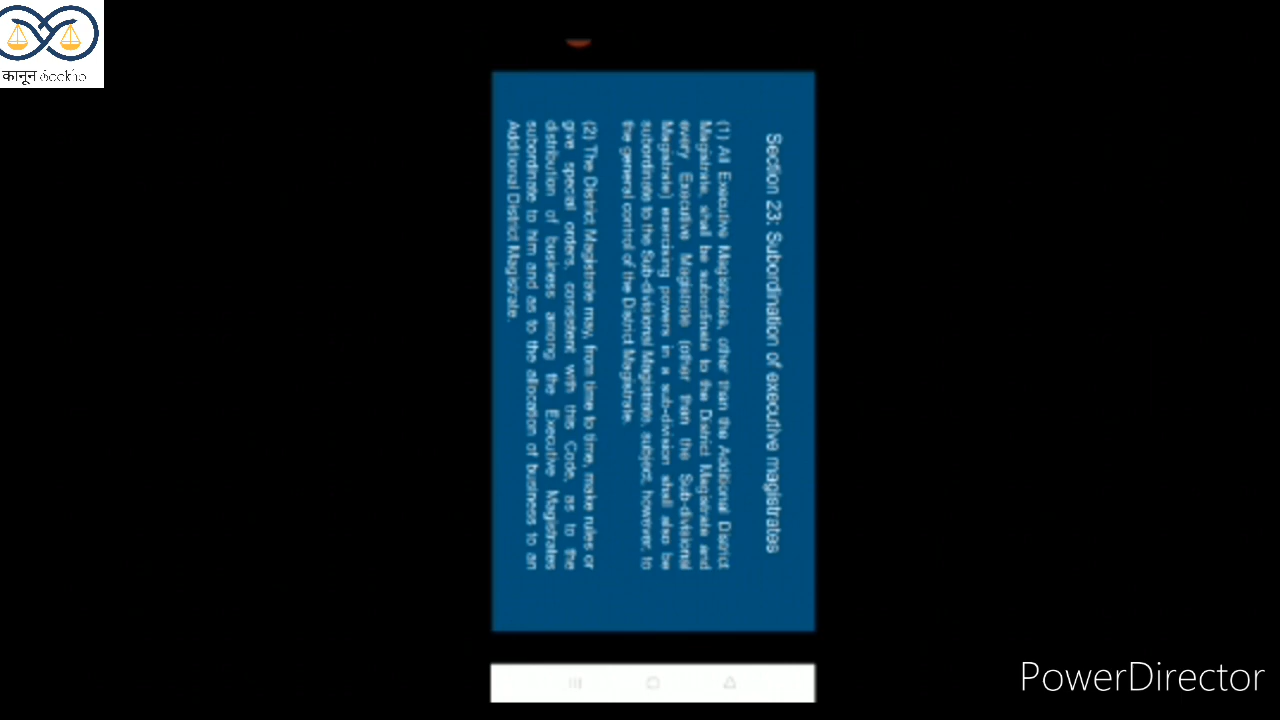 कानून दीkho
Section 23: Subordination of executive magistrates
(1) All Executive Magistrates, other than the Additional District
Magistrate, shall be subordinate to the District Magistrate and
every Executive Magistrate (other than the Sub-divisional
Magistrate) exercising powers in a sub-division shall also be
subordinate to the Sub-divisional Magistrate, subject, however, to
the general control of the District Magistrate.
(2) The District Magistrate may, from time to time, make rules or
give special orders, consistent with this Code, as to the
distribution of business among the Executive Magistrates
subordinate to him and as to the allocation of business to an
Additional District Magistrate.
PowerDirector